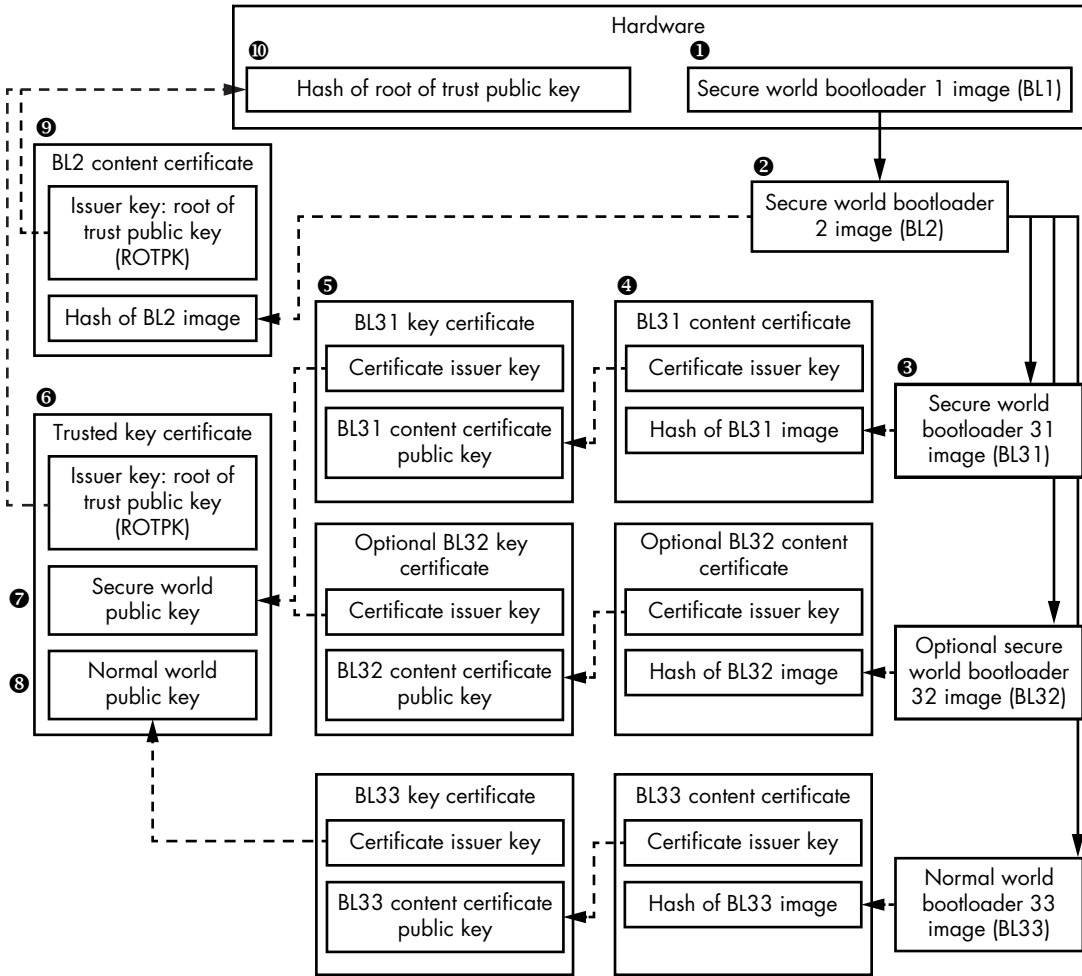 Hardware
❿
❶
Hash of root of trust public key
Secure world bootloader 1 image (BL1)
❾
BL2 content certificate
Issuer key: root of
trust public key
(ROTPK)
Hash of BL2 image
❷
Secure world bootloader
2 image (BL2)
❺
BL31 key certificate
Certificate issuer key
BL31 content certificate
public key
❹
BL31 content certificate
Certificate issuer key
Hash of BL31 image
❸
Secure world
bootloader 31
image (BL31)
❻
Trusted key certificate
Issuer key: root of
trust public key
(ROTPK)
❼
Secure world
public key
❽
Normal world
public key
Optional BL32 key
certificate
Certificate issuer key
BL32 content certificate
public key
Optional BL32 content
certificate
Certificate issuer key
Hash of BL32 image
Optional secure
world bootloader
32 image (BL32)
BL33 key certificate
Certificate issuer key
BL33 content certificate
public key
BL33 content certificate
Certificate issuer key
Hash of BL33 image
Normal world
bootloader 33
image (BL33)